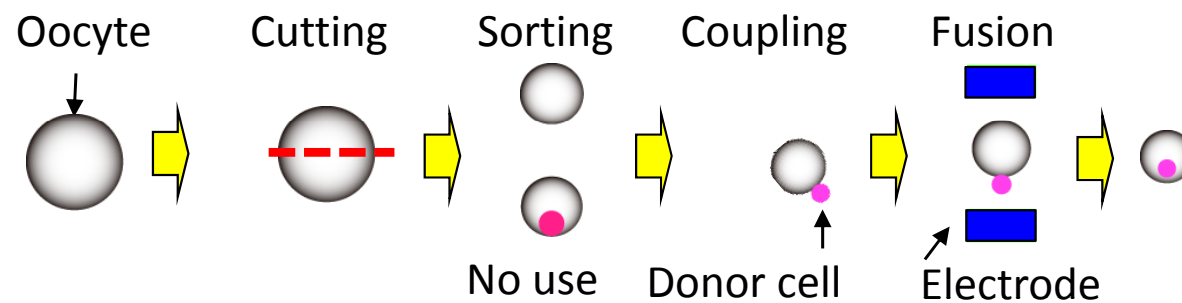 Oocyte Cutting Sorting Coupling Fusion
No use Donor cell Electrode